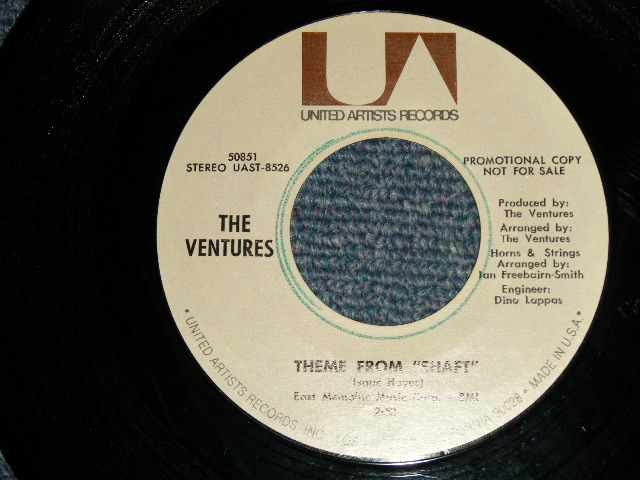 UA
UNITED ARTISTS RECORDS
50851
STEREO UAST-8526
PROMOTIONAL COPY
NOT FOR SALE
THE
VENTURES
Produced by:
The Ventures
Arranged by:
The Ventures
Horns & Strings
Arranged by:
Ian Freebairn-Smith
Engineer:
Dino Lappas
THEME FROM "SHAFT"
(Isaac Hayes)
East Memphis Music Corp. - BMI
• UNITED ARTISTS RECORDS, INC. LOS 90028 • MADE IN U.S.A. •